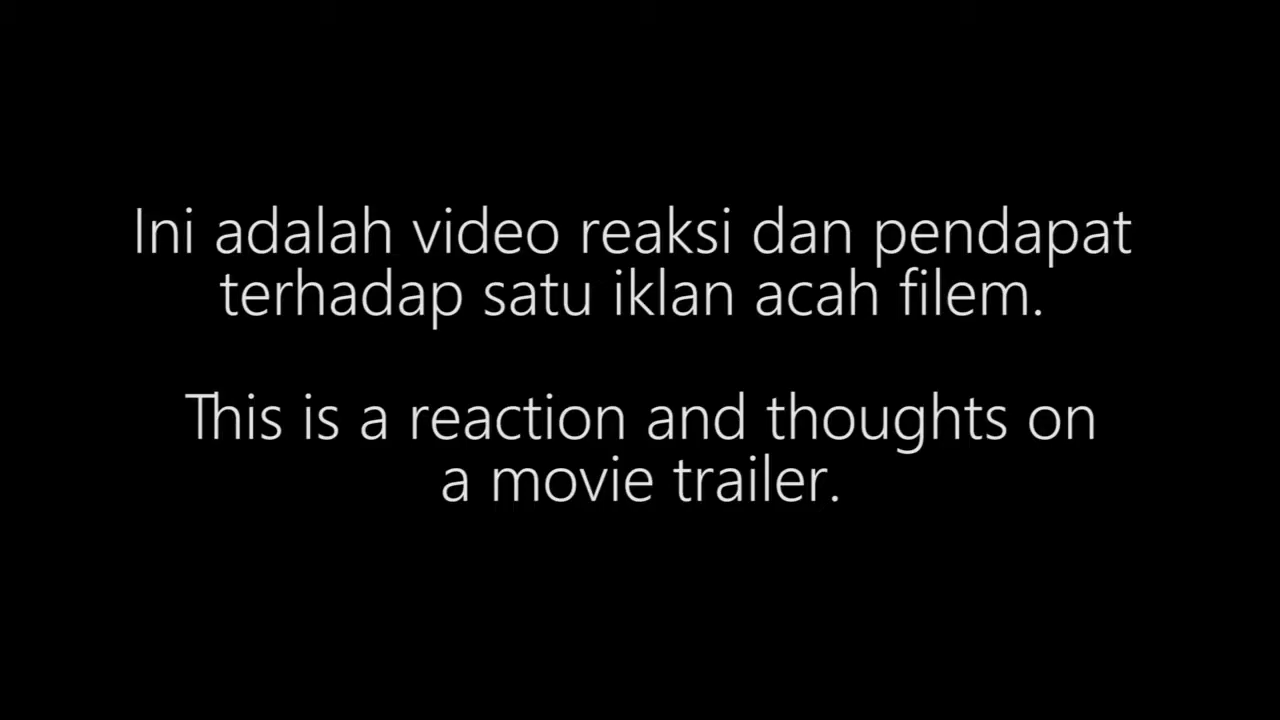 Ini adalah video reaksi dan pendapat
terhadap satu iklan acah filem.
This is a reaction and thoughts on
a movie trailer.